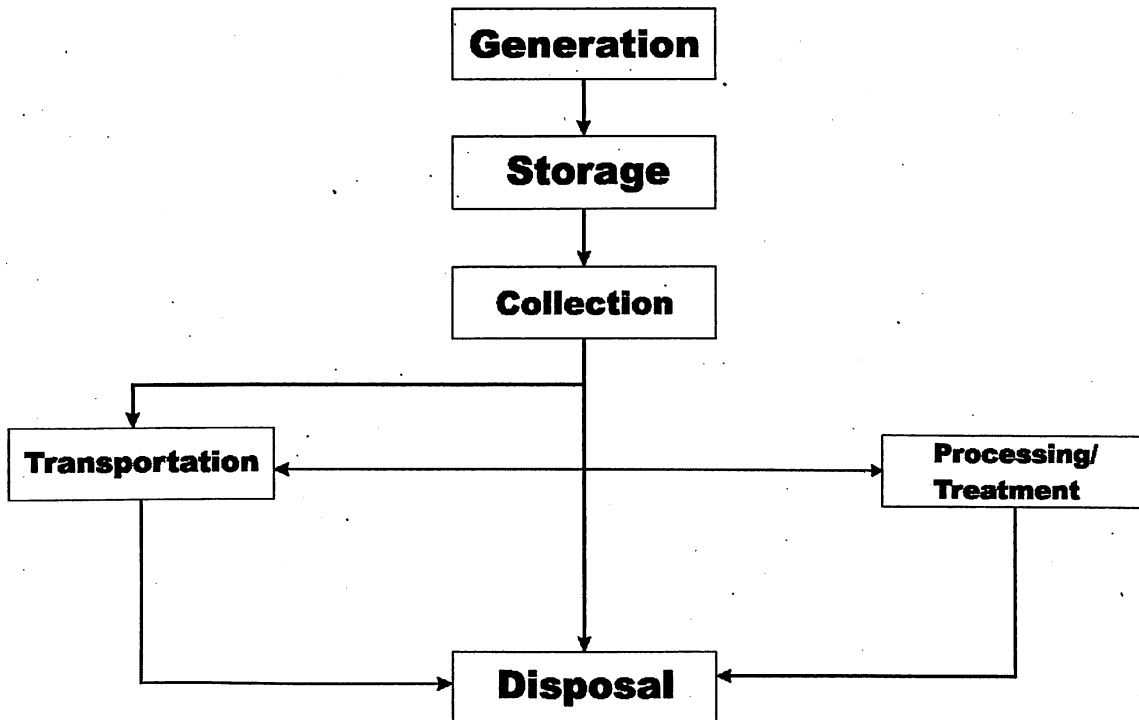 Generation
Storage
Collection
Transportation
Processing/
Treatment
Disposal